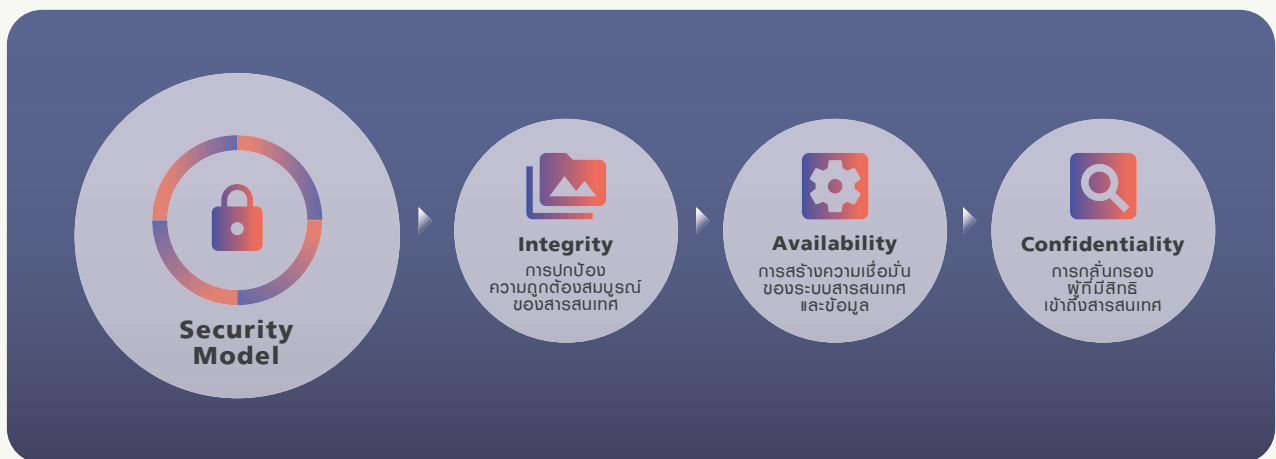 Security
Model
Integrity
การปกป้อง
ความถูกต้องสมบูรณ์
ของสารสนเทศ
Availability
การสร้างความเชื่อมั่น
ของระบบสารสนเทศ
และข้อมูล
Confidentiality
การกลั่นกรอง
ผู้ที่มีสิทธิ
เข้าถึงสารสนเทศ